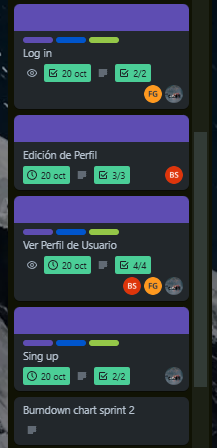 Log in
20 oct
2/2
FG
Edición de Perfil
20 oct
3/3
BS
Ver Perfil de Usuario
20 oct
4/4
BS
FG
Sing up
20 oct
2/2
Burndown chart sprint 2